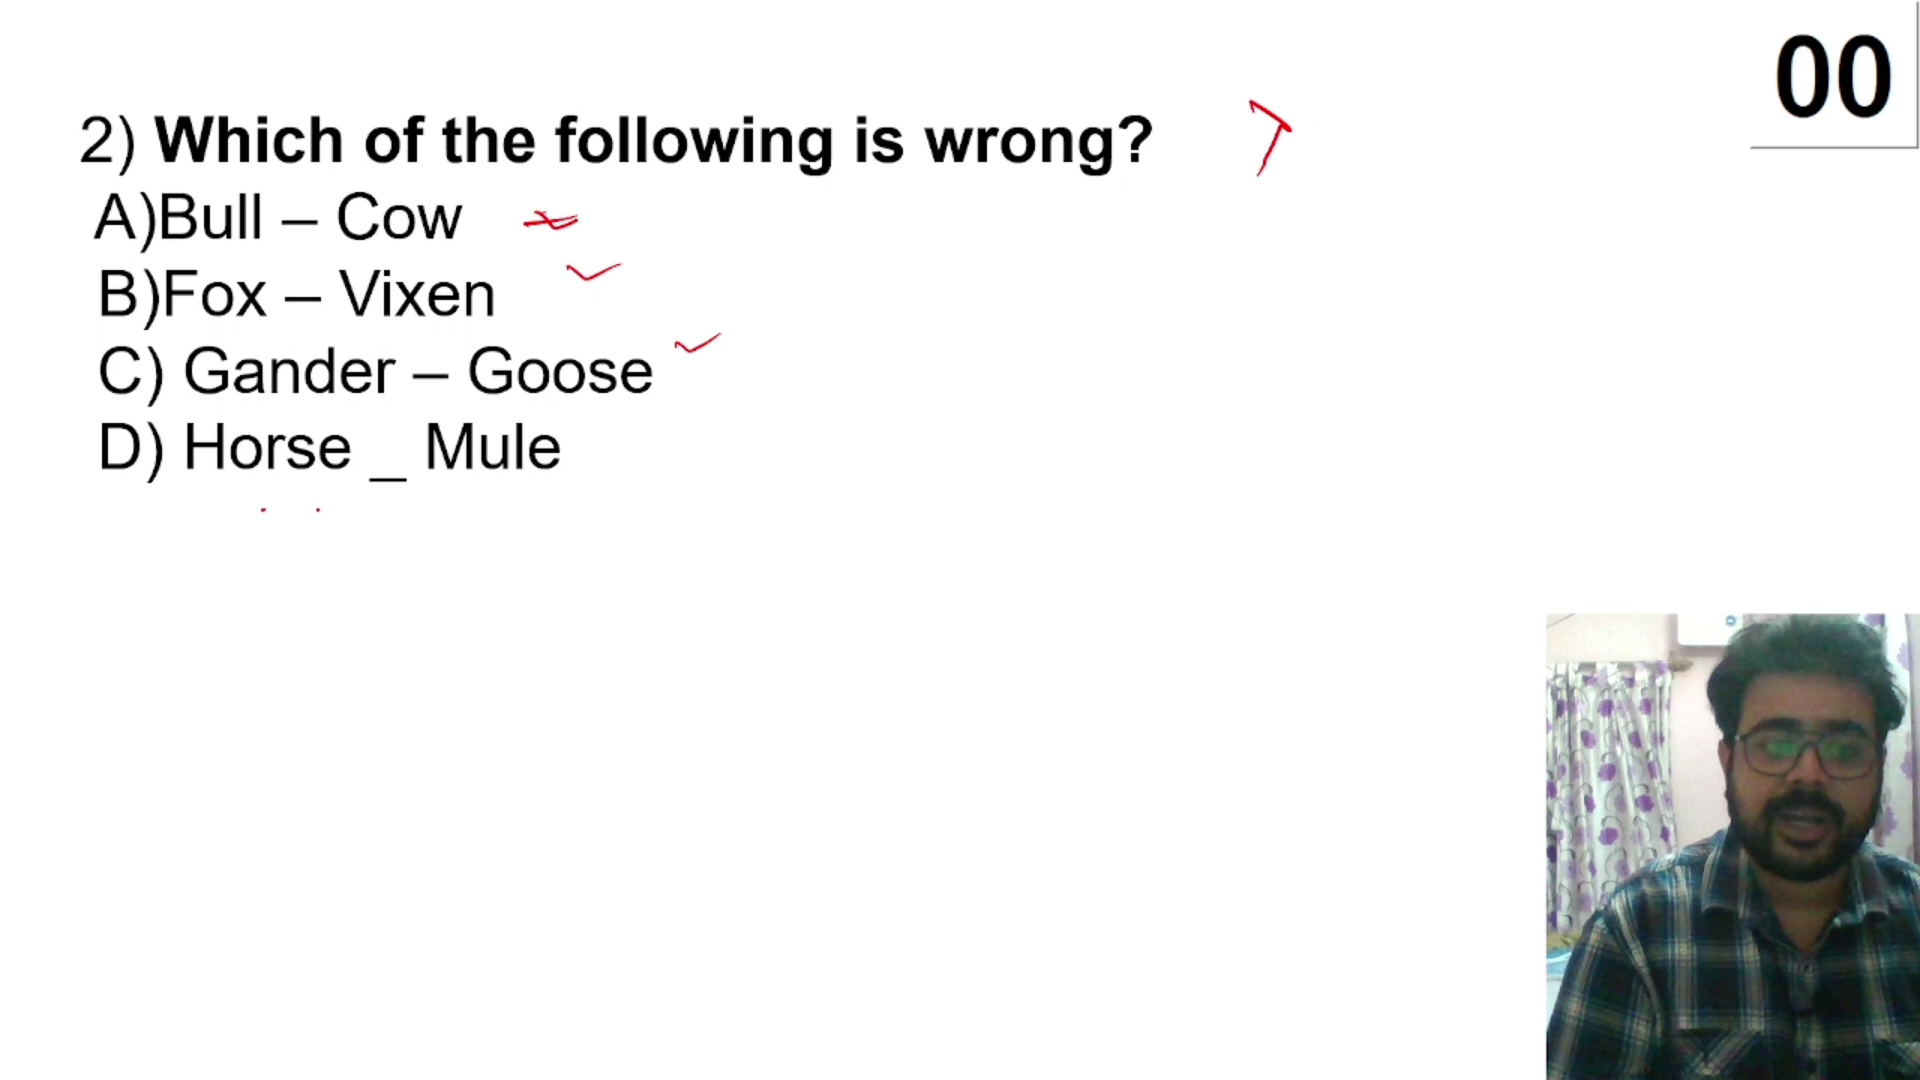 00
2) Which of the following is wrong?
A)Bull – Cow
B)Fox – Vixen
C) Gander – Goose
D) Horse _ Mule